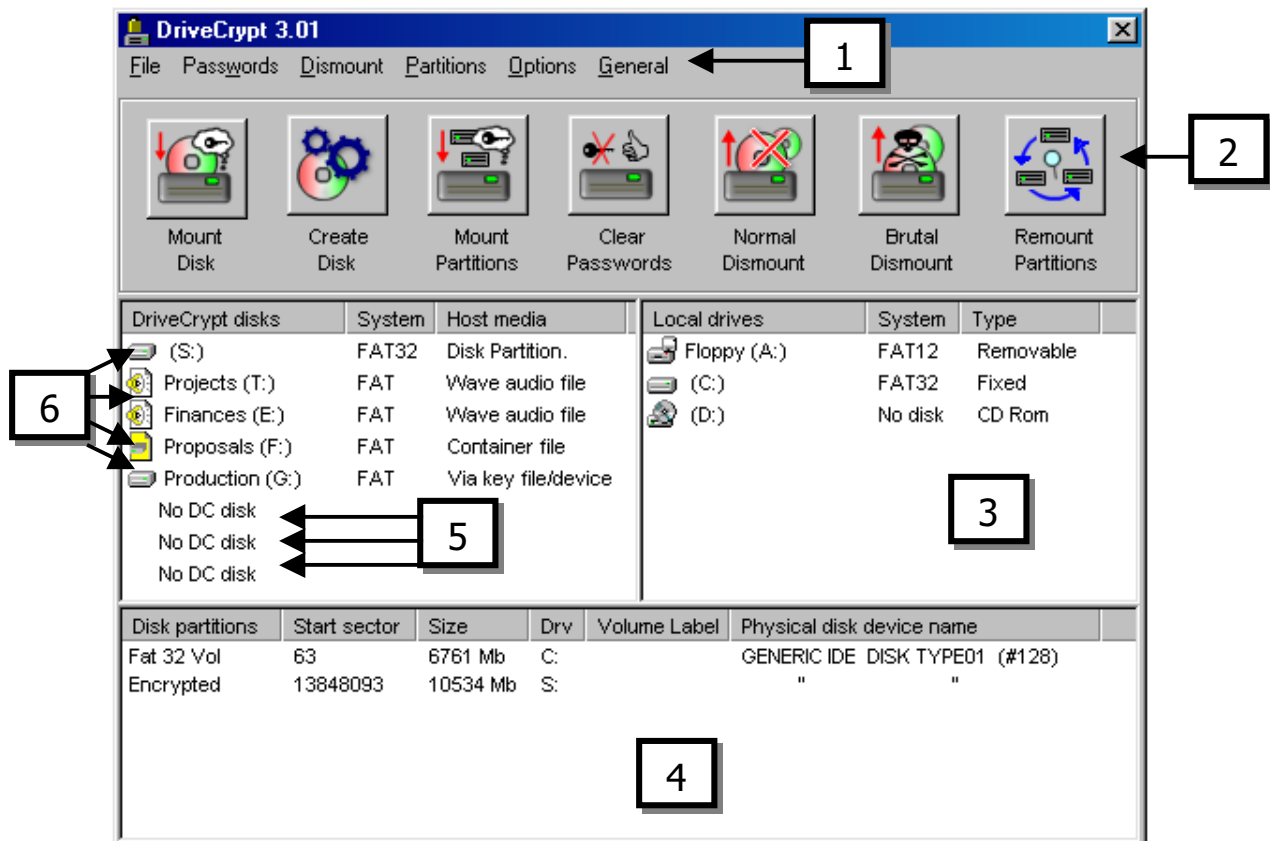 DriveCrypt 3.01
File Passwords Dismount Partitions Options General
1
2
Mount Disk
Create Disk
Mount Partitions
Clear Passwords
Normal Dismount
Brutal Dismount
Remount Partitions
DriveCrypt disks System Host media
(S:) FAT32 Disk Partition.
Projects (T:) FAT Wave audio file
Finances (E:) FAT Wave audio file
Proposals (F:) FAT Container file
Production (G:) FAT Via key file/device
No DC disk
No DC disk
No DC disk
6
5
Local drives System Type
Floppy (A:) FAT12 Removable
(C:) FAT32 Fixed
(D:) No disk CD Rom
3
Disk partitions Start sector Size Drv Volume Label Physical disk device name
Fat 32 Vol 63 6761 Mb C: GENERIC IDE DISK TYPE01 (#128)
Encrypted 13848093 10534 Mb S: " "
4